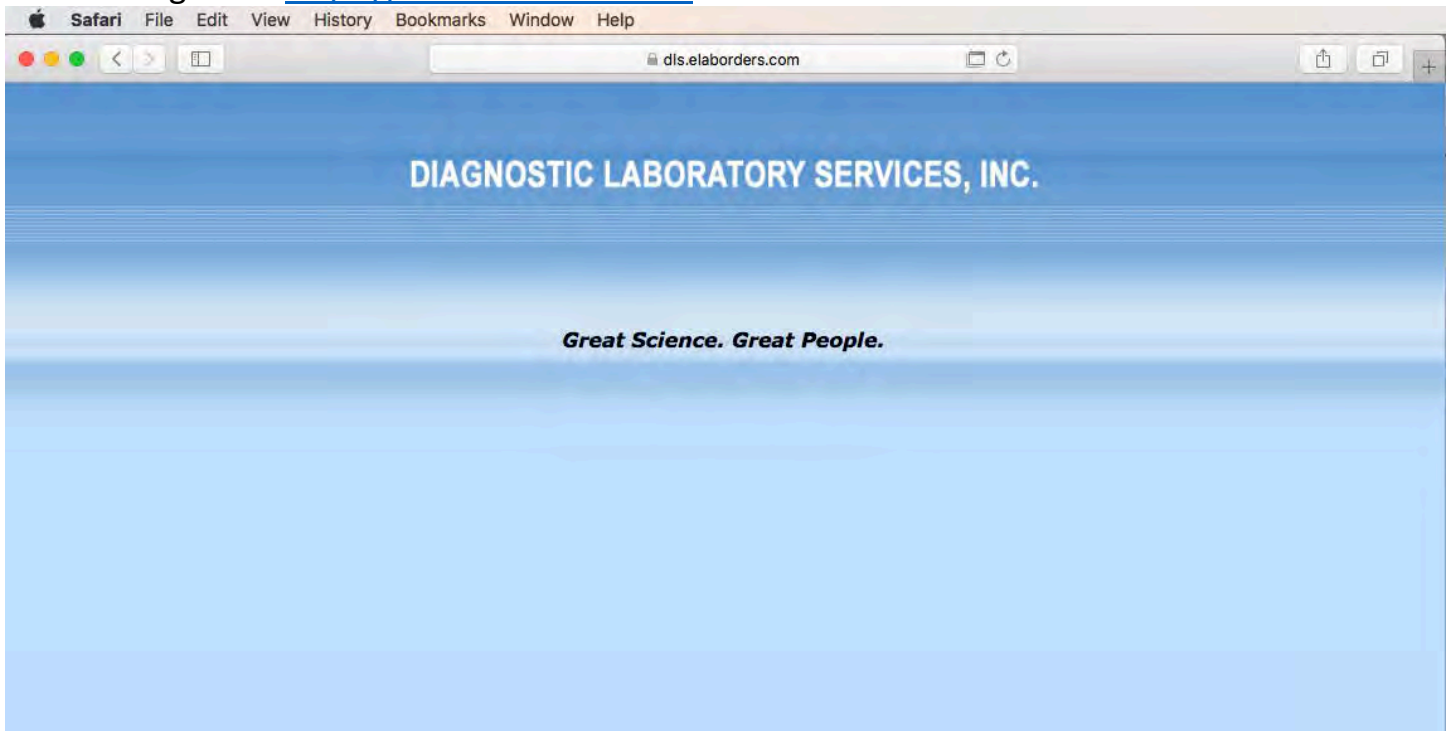 Safari File Edit View History Bookmarks Window Help
dls.elaborders.com
DIAGNOSTIC LABORATORY SERVICES, INC.
Great Science. Great People.